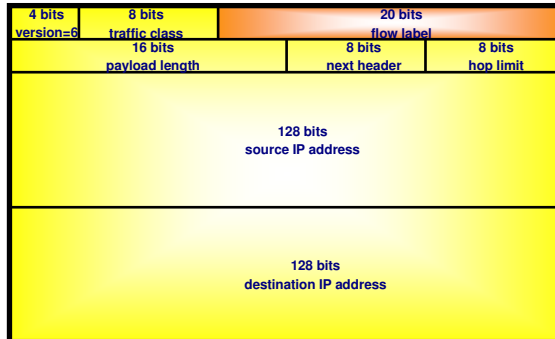 4 bits 8 bits 20 bits
version=6 traffic class flow label
16 bits 8 bits 8 bits
payload length next header hop limit
128 bits
source IP address
128 bits
destination IP address